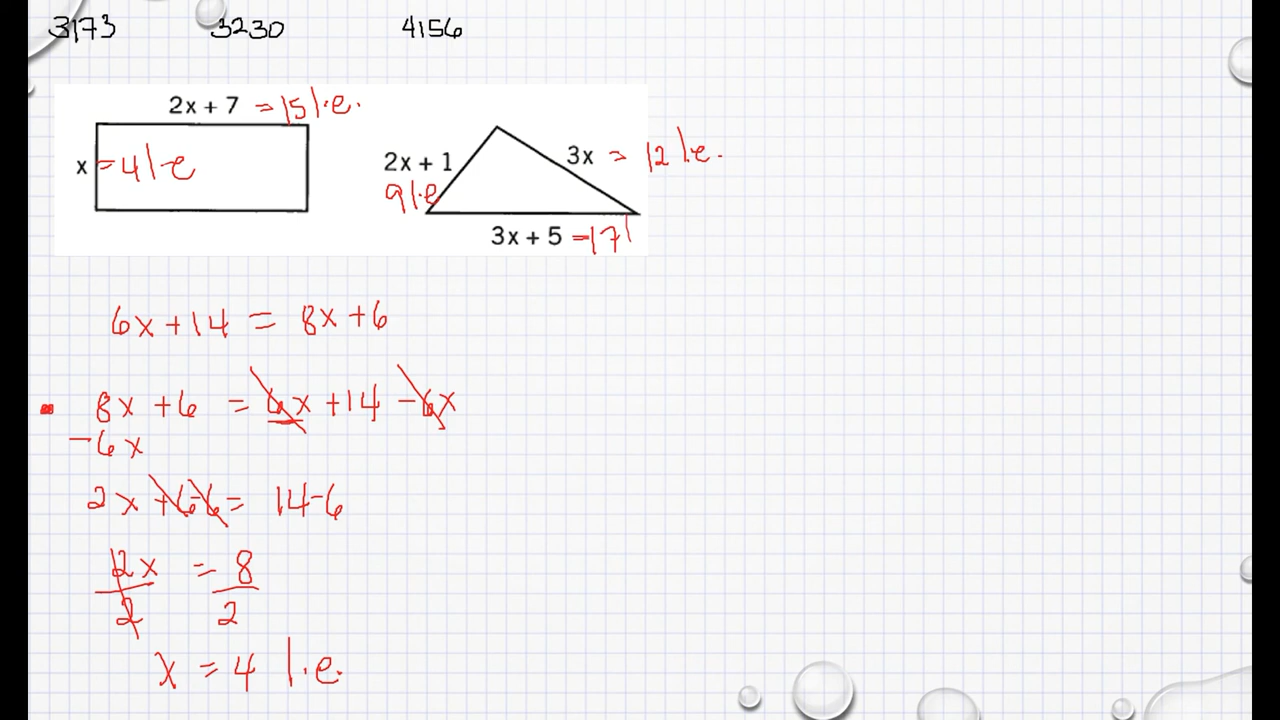 3173 3230 4156
2x + 7 = 15 l.e.
x = 4 l-e
2x + 1
9 l.e
3x = 12 l.e.
3x + 5 = 17 l
6x + 14 = 8x + 6
8x + 6 = 6x + 14 - 6x
- 6x
2x + 6 - 6 = 14 - 6
2x = 8
2 2
x = 4 l.e.